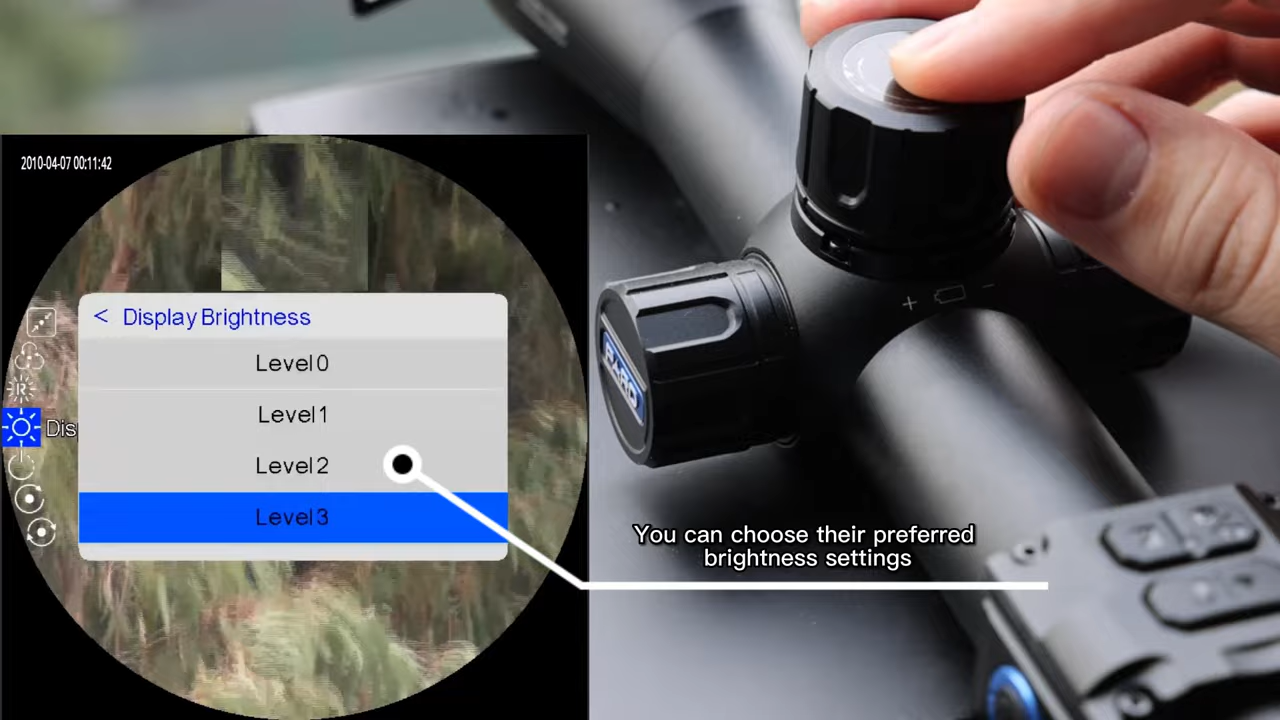 2010-04-07 00:11:42
< Display Brightness
Level 0
Level 1
Level 2
Level 3
R
Dis
PARD
+ -
You can choose their preferred
brightness settings